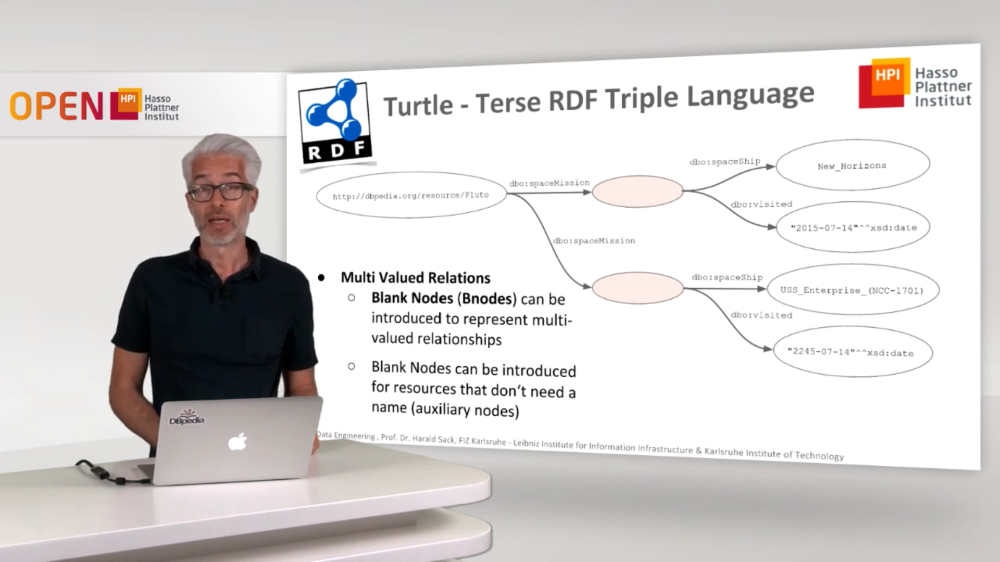 OPEN
HPI
Hasso
Plattner
Institut
RDF
Turtle - Terse RDF Triple Language
HPI
Hasso
Plattner
Institut
http://dbpedia.org/resource/Pluto
dbo:spaceMission
dbo:spaceShip
New_Horizons
dbo:visited
"2015-07-14"^^xsd:date
dbo:spaceMission
dbo:spaceShip
USS_Enterprise_(NCC-1701)
dbo:visited
"2245-07-14"^^xsd:date
● Multi Valued Relations
○ Blank Nodes (Bnodes) can be
introduced to represent multi-
valued relationships
○ Blank Nodes can be introduced
for resources that don‘t need a
name (auxiliary nodes)
DBpedia
Data Engineering , Prof. Dr. Harald Sack, FIZ Karlsruhe - Leibniz Institute for Information Infrastructure & Karlsruhe Institute of Technology